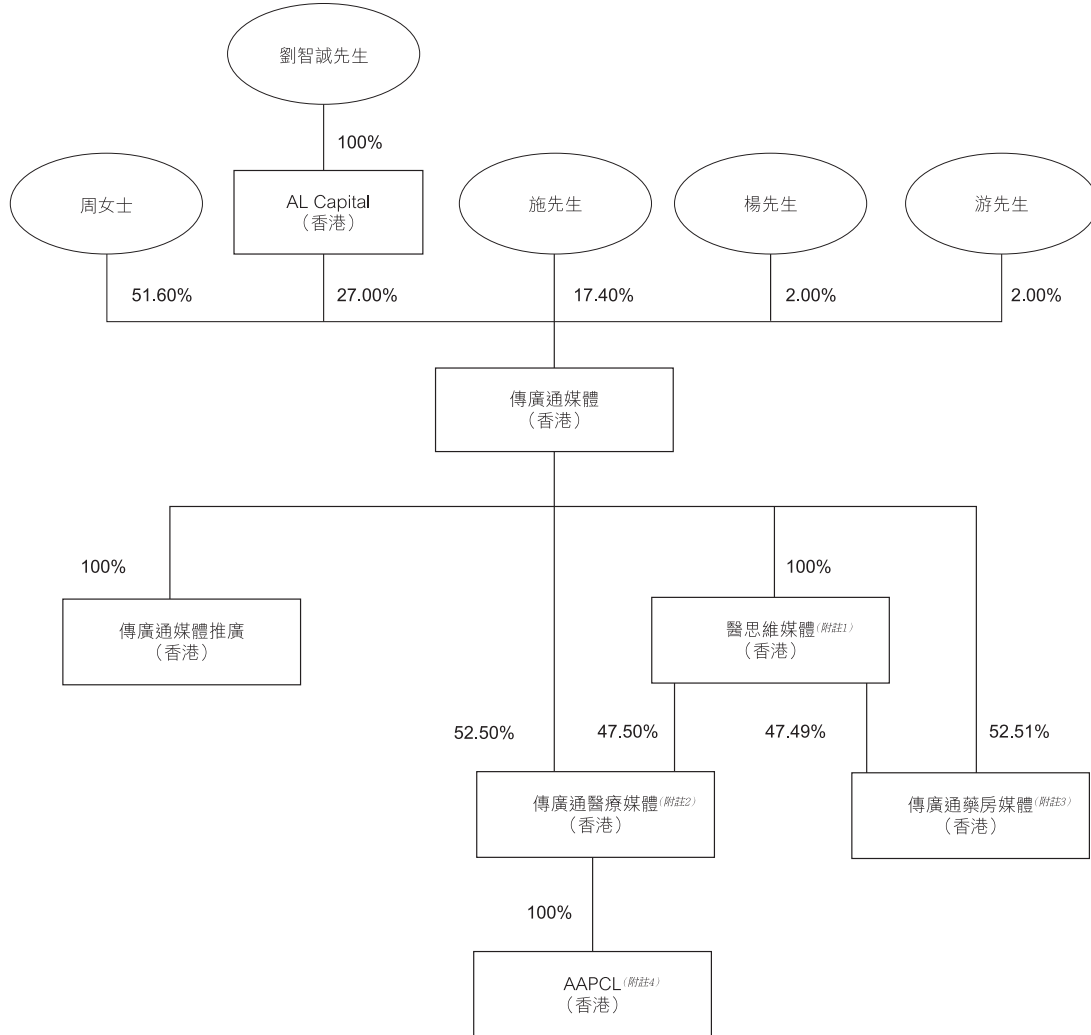 劉智誠先生
100%
周女士
AL Capital
（香港）
施先生
楊先生
游先生
51.60%
27.00%
17.40%
2.00%
2.00%
傳廣通媒體
（香港）
100%
100%
傳廣通媒體推廣
（香港）
醫思維媒體(附註1)
（香港）
52.50%
47.50%
47.49%
52.51%
傳廣通醫療媒體(附註2)
（香港）
傳廣通藥房媒體(附註3)
（香港）
100%
AAPCL(附註4)
（香港）